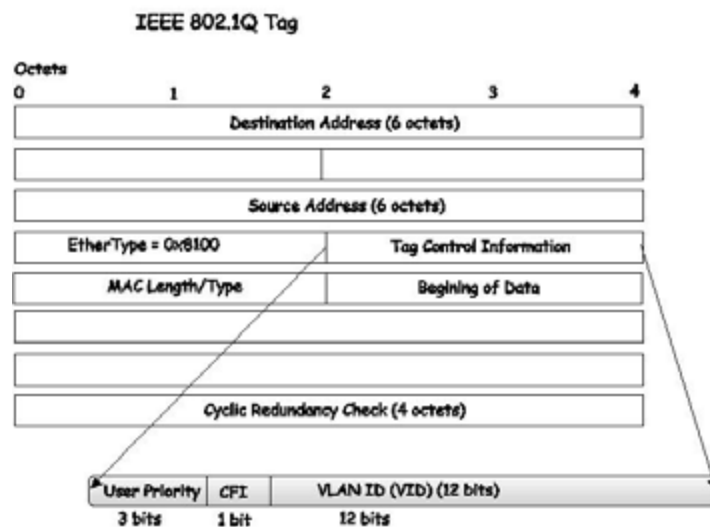 IEEE 802.1Q Tag
Octets
0 1 2 3 4
Destination Address (6 octets)
Source Address (6 octets)
EtherType = 0x8100 Tag Control Information
MAC Length/Type Begining of Data
Cyclic Redundancy Check (4 octets)
User Priority CFI VLAN ID (VID) (12 bits)
3 bits 1 bit 12 bits